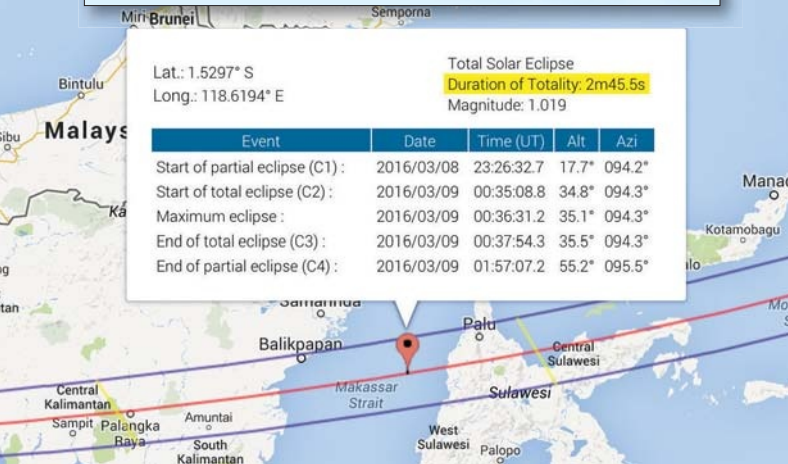 Miri Brunei
Semporna
Lat.: 1.5297° S
Long.: 118.6194° E
Total Solar Eclipse
Duration of Totality: 2m45.5s
Magnitude: 1.019
Bintulu
Malays
Event Date Time (UT) Alt Azi
Start of partial eclipse (C1) : 2016/03/08 23:26:32.7 17.7° 094.2°
Start of total eclipse (C2) : 2016/03/09 00:35:08.8 34.8° 094.3°
Maximum eclipse : 2016/03/09 00:36:31.2 35.1° 094.3°
End of total eclipse (C3) : 2016/03/09 00:37:54.3 35.5° 094.3°
End of partial eclipse (C4) : 2016/03/09 01:57:07.2 55.2° 095.5°
ibu
Ka
Manad
Kotamobagu
lo
g
tan
Samarinda
Balikpapan
Palu
Mo
Central
Sulawesi
Makassar
Strait
Sulawesi
Central
Kalimantan
Sampit
Palangka
Raya
Amuntai
South
Kalimantan
West
Sulawesi
Palopo